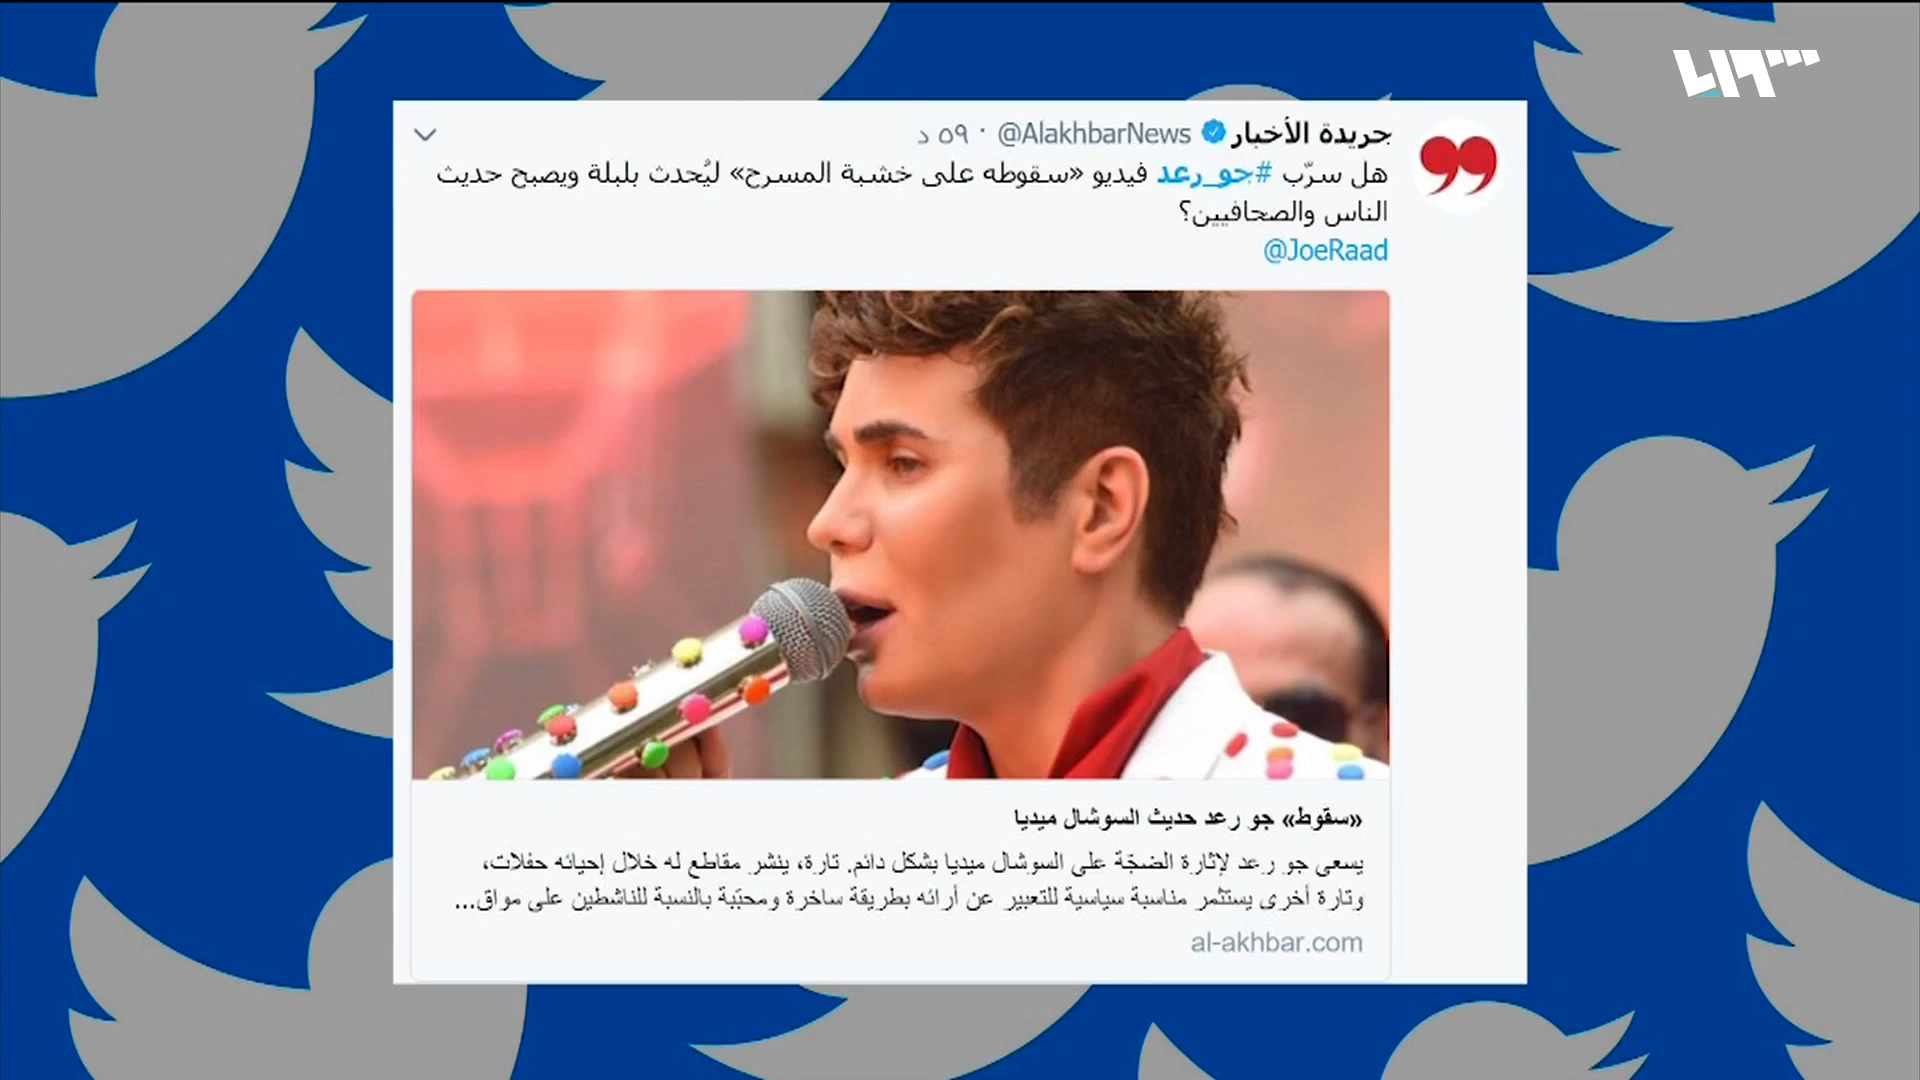 جريدة الأخبار @AlakhbarNews · ٥٩ د
هل سرّب #جو_رعد فيديو «سقوطه على خشبة المسرح» ليُحدث بلبلة ويصبح حديث
الناس والصحافيين؟
@JoeRaad
«سقوط» جو رعد حديث السوشال ميديا
يسعى جو رعد لإثارة الضجّة على السوشال ميديا بشكل دائم. تارة، ينشر مقاطع له خلال إحيائه حفلات،
وتارة أخرى يستثمر مناسبة سياسية للتعبير عن أرائه بطريقة ساخرة ومحبّبة بالنسبة للناشطين على مواق...
al-akhbar.com